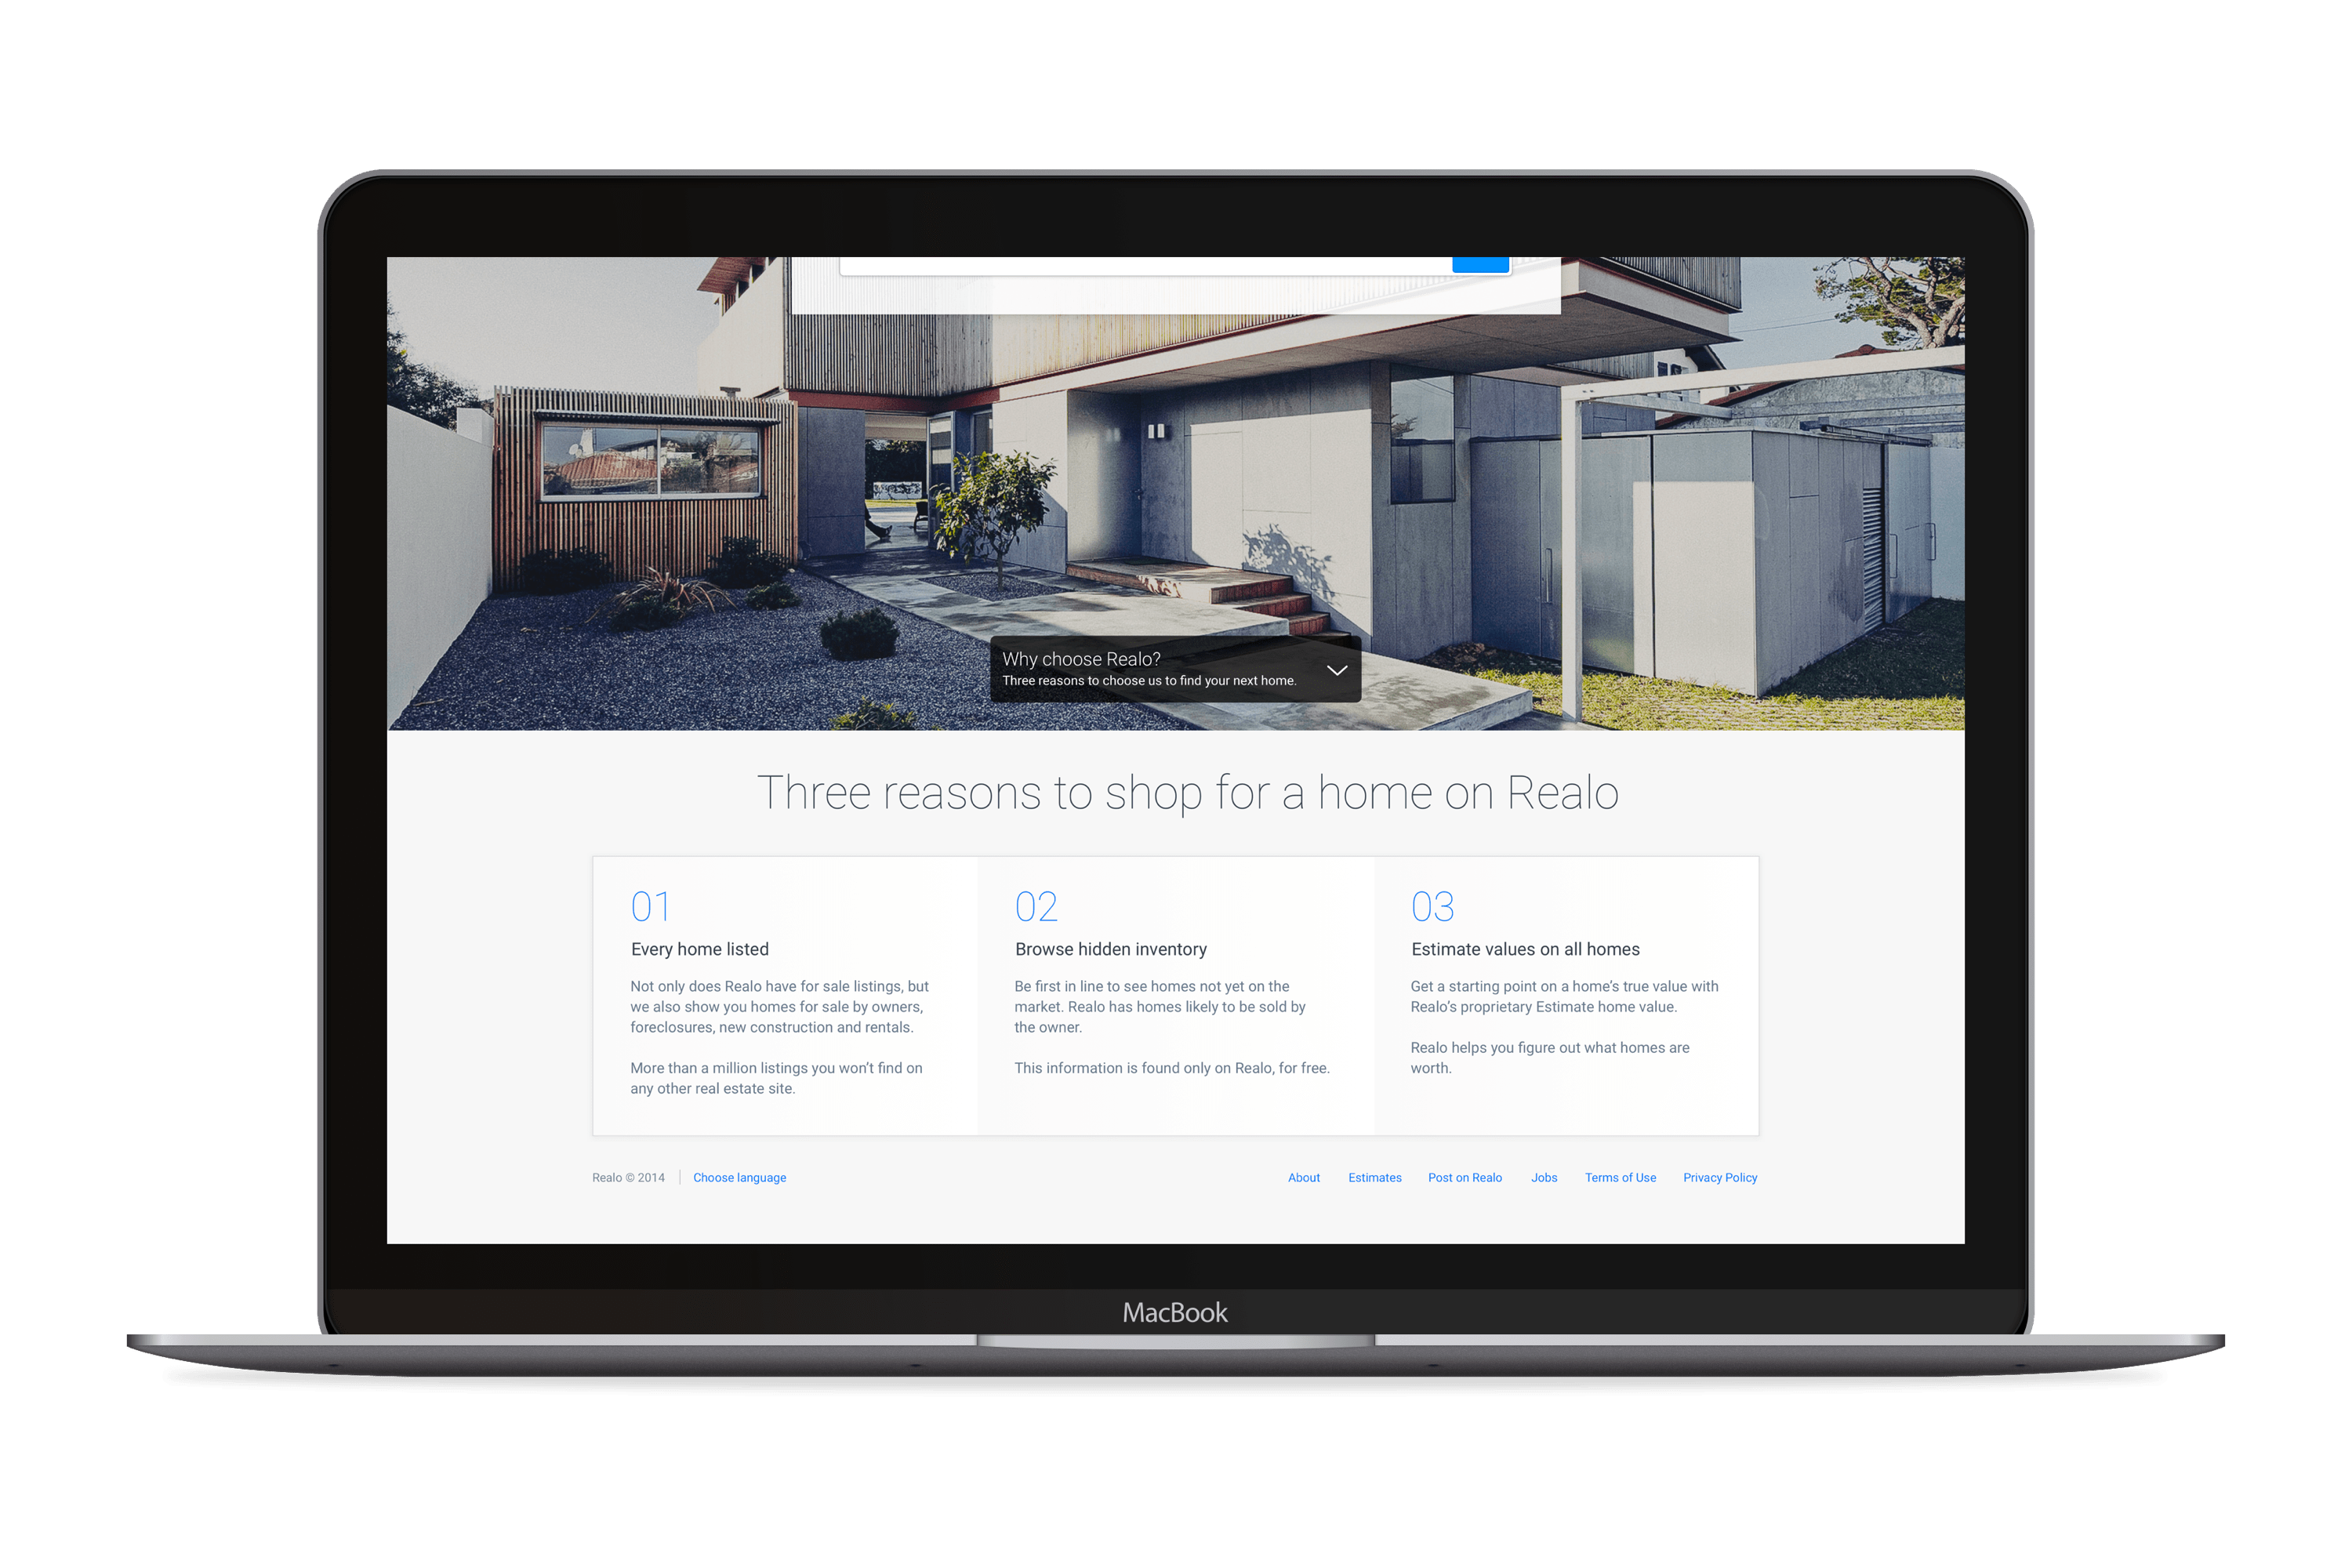 Why choose Realo?
Three reasons to choose us to find your next home.
Three reasons to shop for a home on Realo
01
Every home listed
Not only does Realo have for sale listings, but
we also show you homes for sale by owners,
foreclosures, new construction and rentals.
More than a million listings you won’t find on
any other real estate site.
02
Browse hidden inventory
Be first in line to see homes not yet on the
market. Realo has homes likely to be sold by
the owner.
This information is found only on Realo, for free.
03
Estimate values on all homes
Get a starting point on a home’s true value with
Realo’s proprietary Estimate home value.
Realo helps you figure out what homes are
worth.
Realo © 2014 | Choose language
About Estimates Post on Realo Jobs Terms of Use Privacy Policy
MacBook